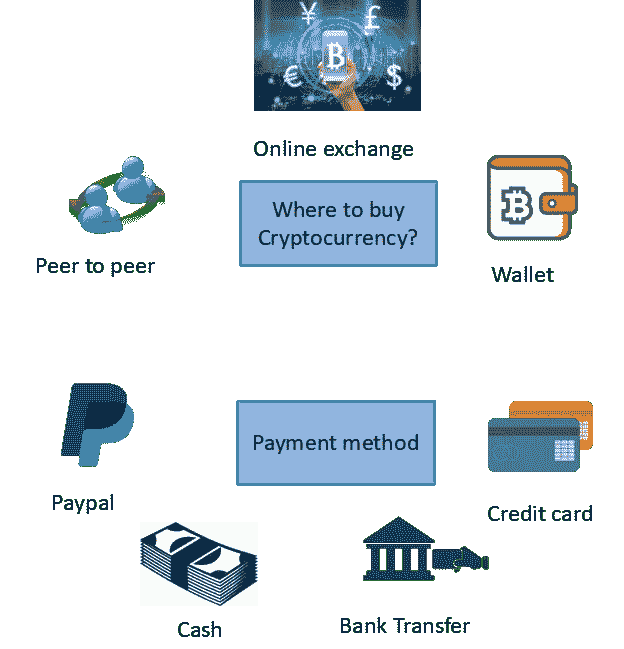 Online exchange
Where to buy
Cryptocurrency?
Peer to peer
Wallet
Payment method
Paypal
Credit card
Cash
Bank Transfer